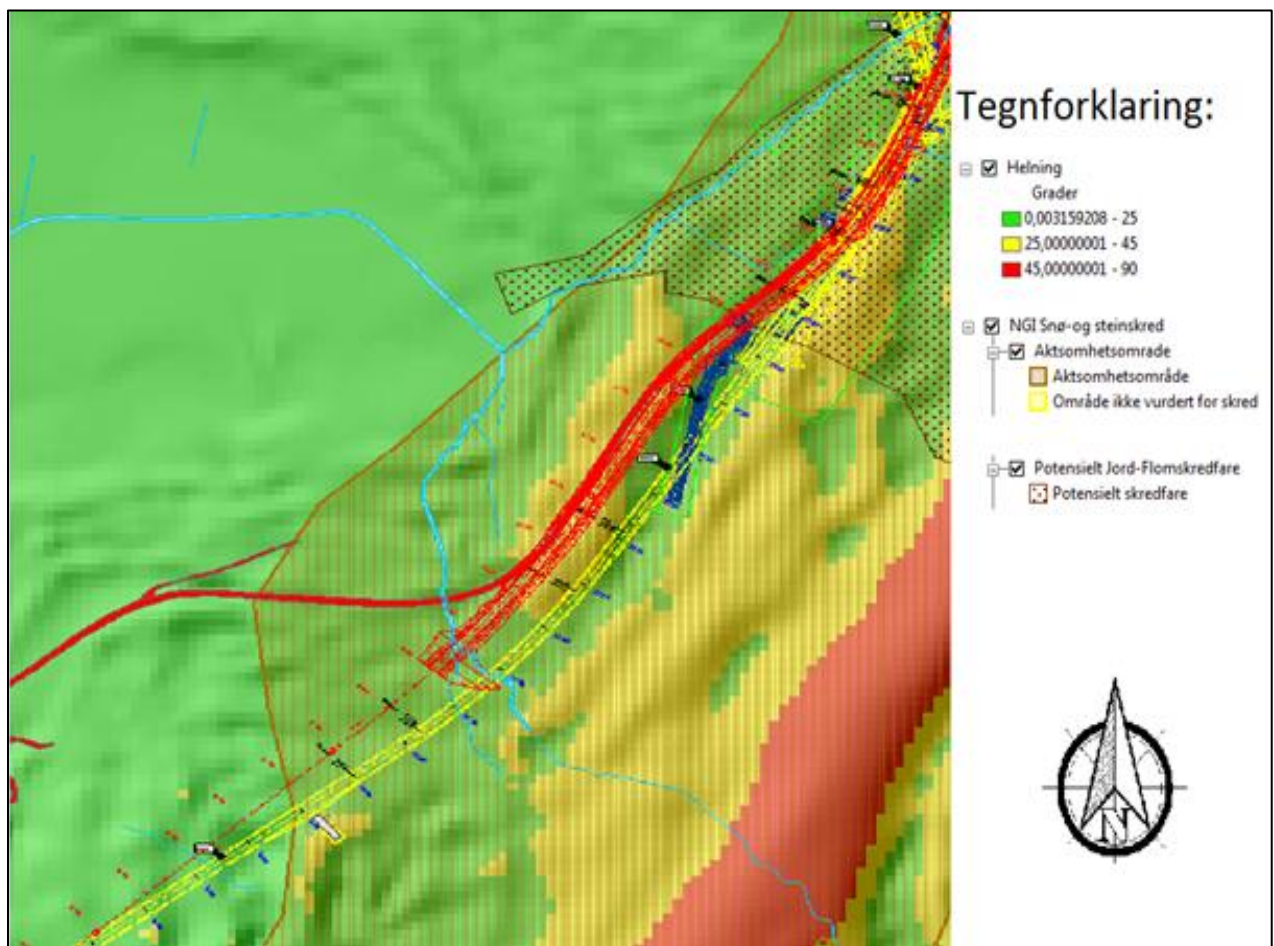 Tegnforklaring:
Helning
Grader
0,003159208 - 25
25,00000001 - 45
45,00000001 - 90
NGI Snø-og steinskred
Aktsomhetsomrade
Aktsomhetsområde
Område ikke vurdert for skred
Potensielt Jord-Flomskredfare
Potensielt skredfare
N